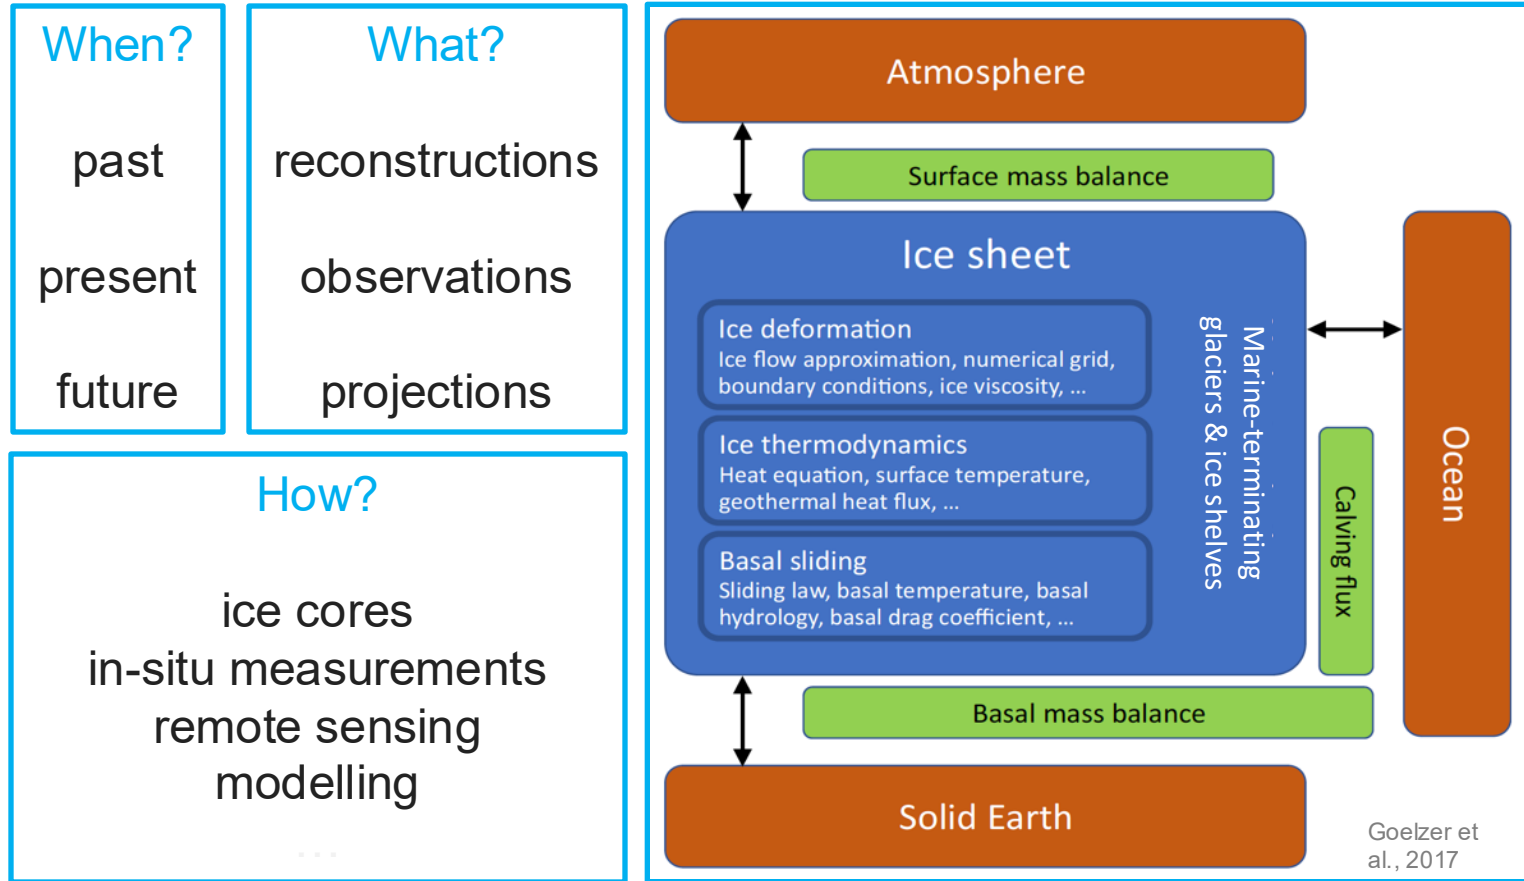 When?
past
present
future
What?
reconstructions
observations
projections
How?
ice cores
in-situ measurements
remote sensing
modelling
...
Atmosphere
Surface mass balance
Ice sheet
Ice deformation
Ice flow approximation, numerical grid,
boundary conditions, ice viscosity, ...
Ice thermodynamics
Heat equation, surface temperature,
geothermal heat flux, ...
Basal sliding
Sliding law, basal temperature, basal
hydrology, basal drag coefficient, ...
Marine-terminating
glaciers & ice shelves
Calving flux
Ocean
Basal mass balance
Solid Earth
Goelzer et
al., 2017